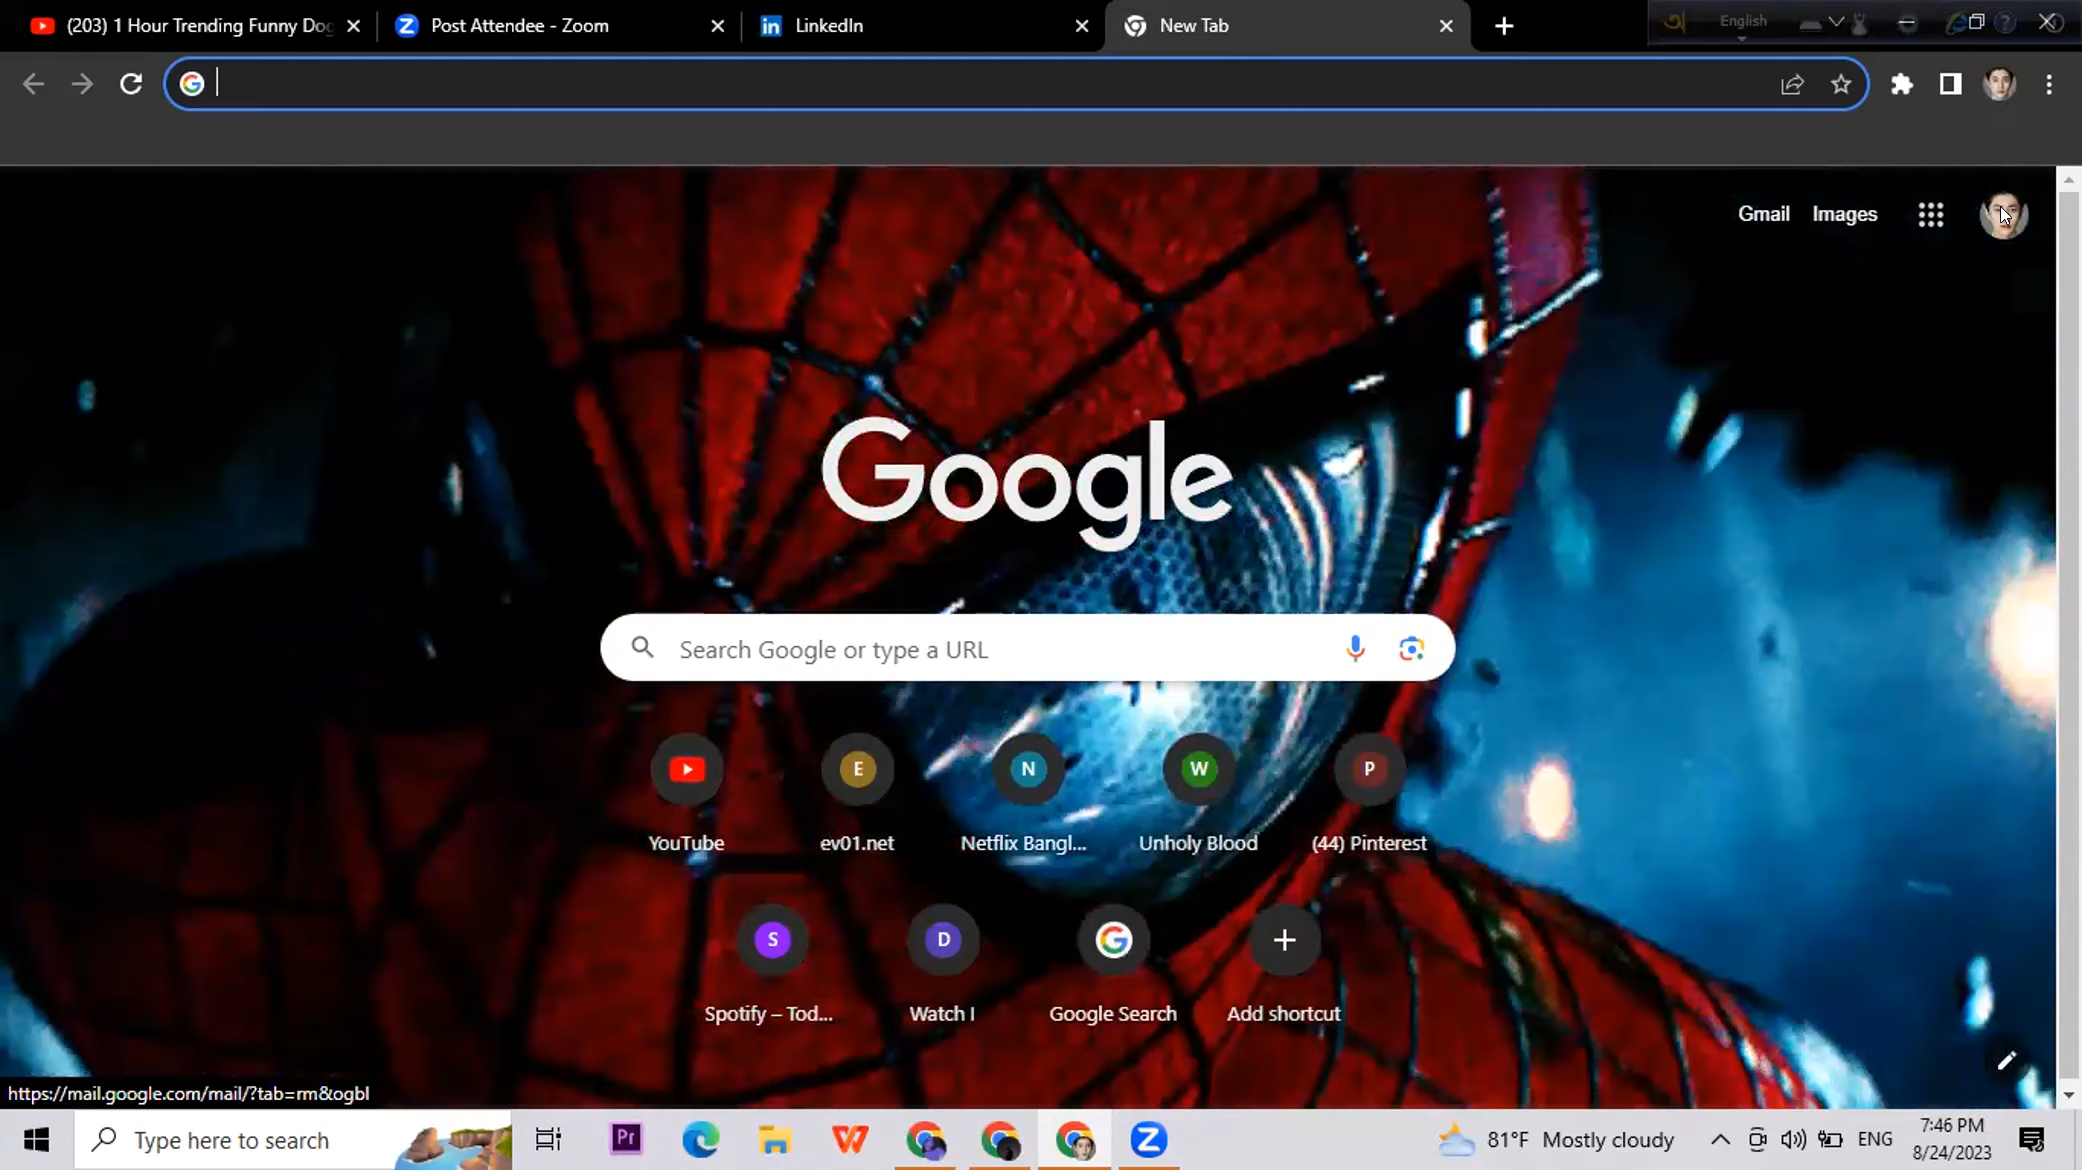 (203) 1 Hour Trending Funny Dog
Post Attendee - Zoom
LinkedIn
New Tab
English
Gmail
Images
Google
Search Google or type a URL
YouTube
E
ev01.net
N
Netflix Bangl...
W
Unholy Blood
P
(44) Pinterest
S
Spotify – Tod...
D
Watch I
Google Search
Add shortcut
https://mail.google.com/mail/?tab=rm&ogbl
Type here to search
Pr
81°F Mostly cloudy
ENG
7:46 PM
8/24/2023